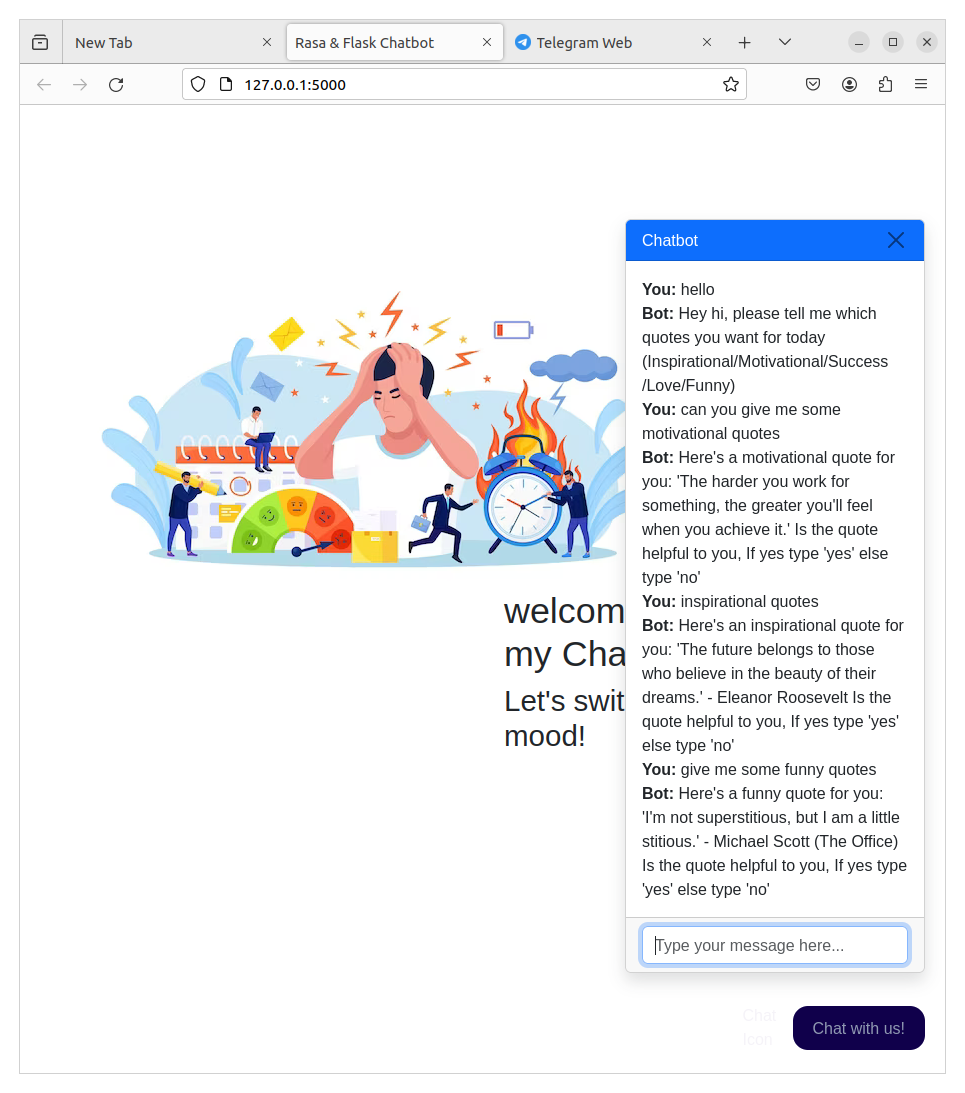 New Tab
Rasa & Flask Chatbot
Telegram Web
127.0.0.1:5000
Chatbot
You: hello
Bot: Hey hi, please tell me which
quotes you want for today
(Inspirational/Motivational/Success
/Love/Funny)
You: can you give me some
motivational quotes
Bot: Here's a motivational quote for
you: 'The harder you work for
something, the greater you'll feel
when you achieve it.' Is the quote
helpful to you, If yes type 'yes' else
type 'no'
You: inspirational quotes
Bot: Here's an inspirational quote for
you: 'The future belongs to those
who believe in the beauty of their
dreams.' - Eleanor Roosevelt Is the
quote helpful to you, If yes type 'yes'
else type 'no'
You: give me some funny quotes
Bot: Here's a funny quote for you:
'I'm not superstitious, but I am a little
stitious.' - Michael Scott (The Office)
Is the quote helpful to you, If yes type
'yes' else type 'no'
Type your message here...
welcom
my Cha
Let's swit
mood!
Chat
Icon
Chat with us!